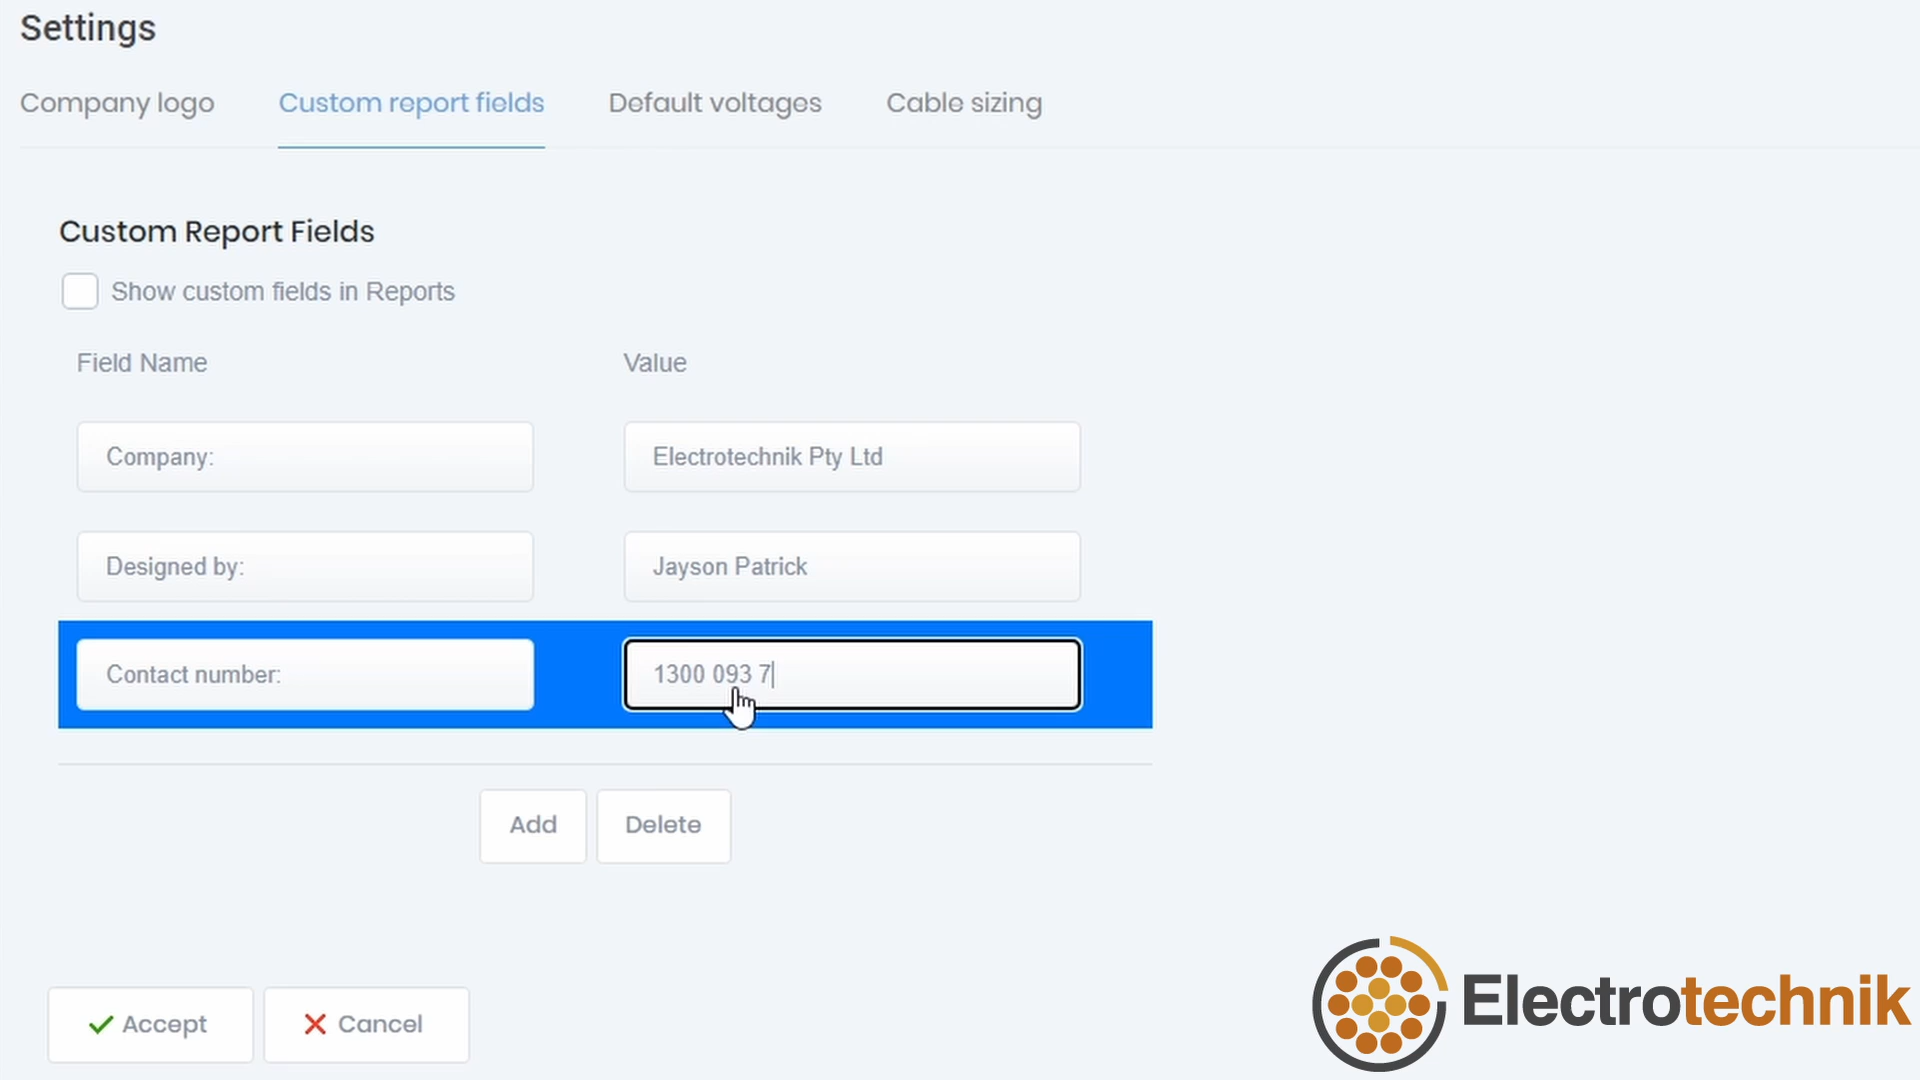 Settings
Company logo Custom report fields Default voltages Cable sizing
Custom Report Fields
Show custom fields in Reports
Field Name Value
Company: Electrotechnik Pty Ltd
Designed by: Jayson Patrick
Contact number: 1300 093 7
Add Delete
Accept Cancel
Electrotechnik